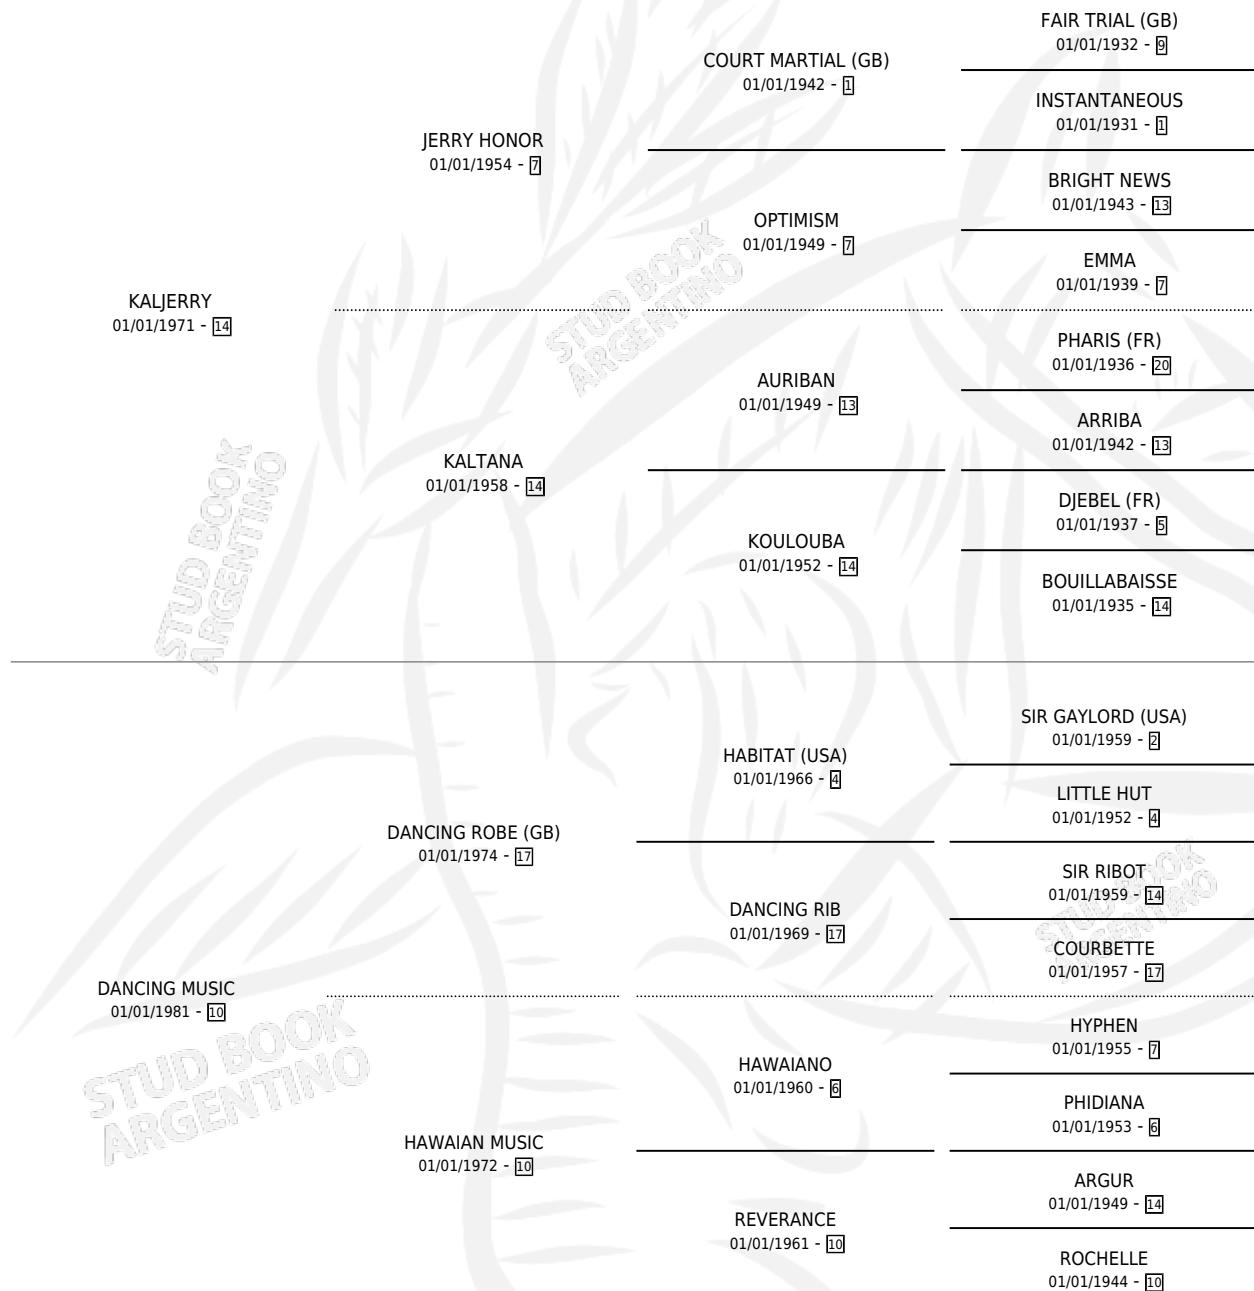 FAIR TRIAL (GB)
01/01/1932 - 9
COURT MARTIAL (GB)
01/01/1942 - 1
INSTANTANEOUS
01/01/1931 - 1
JERRY HONOR
01/01/1954 - 7
BRIGHT NEWS
01/01/1943 - 13
OPTIMISM
01/01/1949 - 7
EMMA
01/01/1939 - 7
KALJERRY
01/01/1971 - 14
PHARIS (FR)
01/01/1936 - 20
AURIBAN
01/01/1949 - 13
ARRIBA
01/01/1942 - 13
KALTANA
01/01/1958 - 14
DJEBEL (FR)
01/01/1937 - 5
KOULOUBA
01/01/1952 - 14
BOUILLABAISSE
01/01/1935 - 14
SIR GAYLORD (USA)
01/01/1959 - 2
HABITAT (USA)
01/01/1966 - 4
LITTLE HUT
01/01/1952 - 4
DANCING ROBE (GB)
01/01/1974 - 17
SIR RIBOT
01/01/1959 - 14
DANCING RIB
01/01/1969 - 17
COURBETTE
01/01/1957 - 17
DANCING MUSIC
01/01/1981 - 10
HYPHEN
01/01/1955 - 7
HAWAIANO
01/01/1960 - 6
PHIDIANA
01/01/1953 - 6
HAWAIAN MUSIC
01/01/1972 - 10
ARGUR
01/01/1949 - 14
REVERANCE
01/01/1961 - 10
ROCHELLE
01/01/1944 - 10
STUD BOOK
ARGENTINO
STUD BOOK
ARGENTINO
STUD BOOK
ARGENTINO
STUD BOOK
ARGENTINO